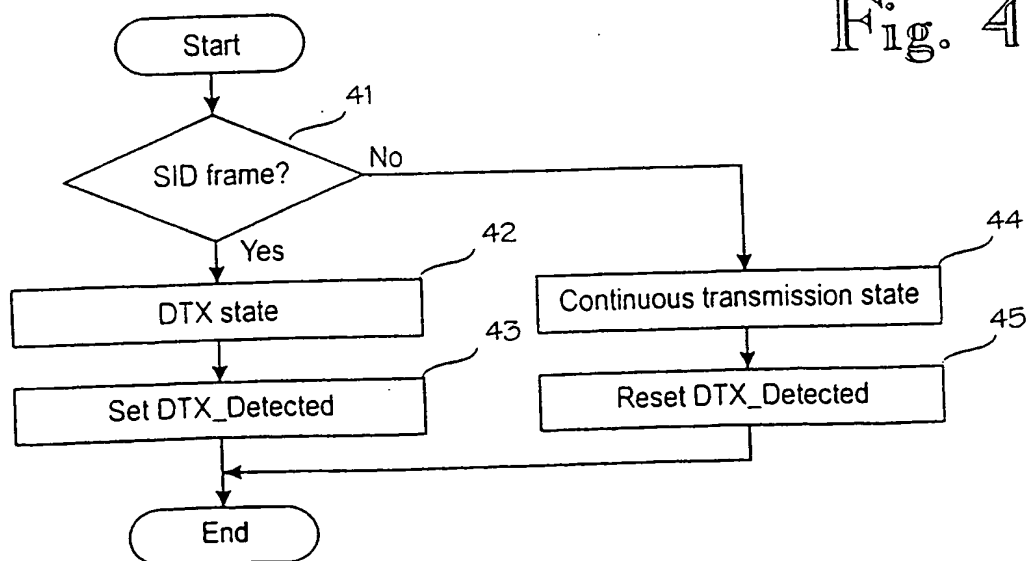 Fig. 4
Start
41
SID frame?
No
Yes
42
DTX state
43
Set DTX_Detected
44
Continuous transmission state
45
Reset DTX_Detected
End